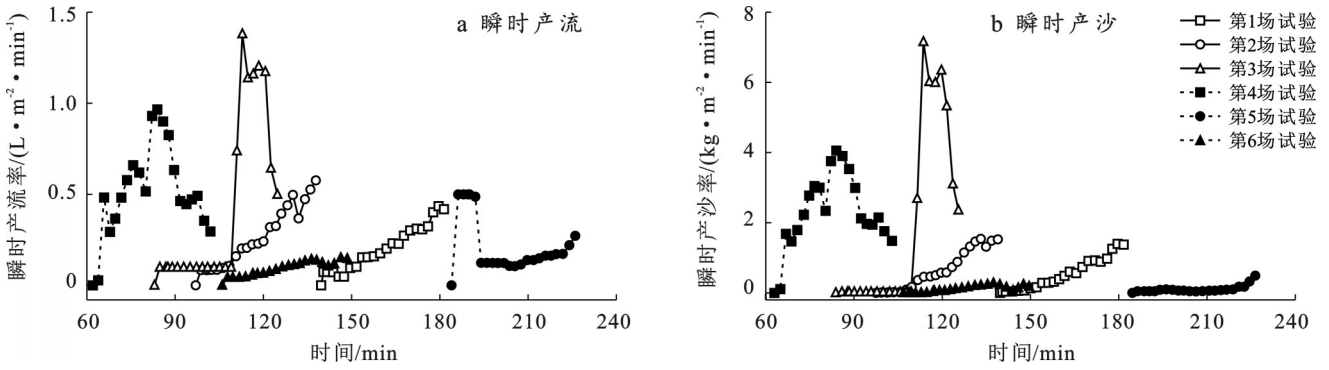 a 瞬时产流
瞬时产流率/(L·m⁻²·min⁻¹)
1.5
1.0
0.5
0
60 90 120 150 180 210 240
时间/min
b 瞬时产沙
瞬时产沙率/(kg·m⁻²·min⁻¹)
8
6
4
2
0
60 90 120 150 180 210 240
时间/min
第1场试验
第2场试验
第3场试验
第4场试验
第5场试验
第6场试验